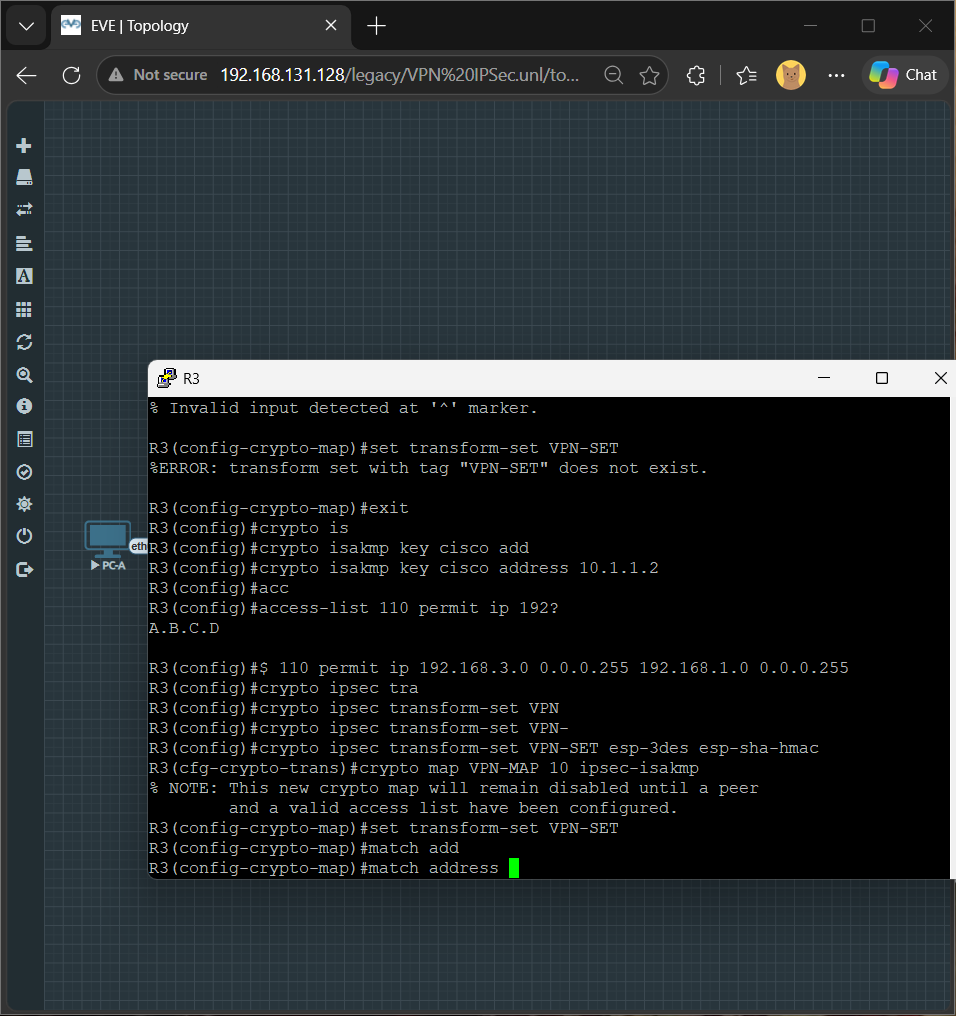 EVE | Topology
Not secure 192.168.131.128/legacy/VPN%20IPSec.unl/to...
Chat
A
R3
% Invalid input detected at '^' marker.
R3(config-crypto-map)#set transform-set VPN-SET
%ERROR: transform set with tag "VPN-SET" does not exist.
R3(config-crypto-map)#exit
R3(config)#crypto is
R3(config)#crypto isakmp key cisco add
R3(config)#crypto isakmp key cisco address 10.1.1.2
R3(config)#acc
R3(config)#access-list 110 permit ip 192?
A.B.C.D
R3(config)#$ 110 permit ip 192.168.3.0 0.0.0.255 192.168.1.0 0.0.0.255
R3(config)#crypto ipsec tra
R3(config)#crypto ipsec transform-set VPN
R3(config)#crypto ipsec transform-set VPN-
R3(config)#crypto ipsec transform-set VPN-SET esp-3des esp-sha-hmac
R3(cfg-crypto-trans)#crypto map VPN-MAP 10 ipsec-isakmp
% NOTE: This new crypto map will remain disabled until a peer
and a valid access list have been configured.
R3(config-crypto-map)#set transform-set VPN-SET
R3(config-crypto-map)#match add
R3(config-crypto-map)#match address
eth
PC-A